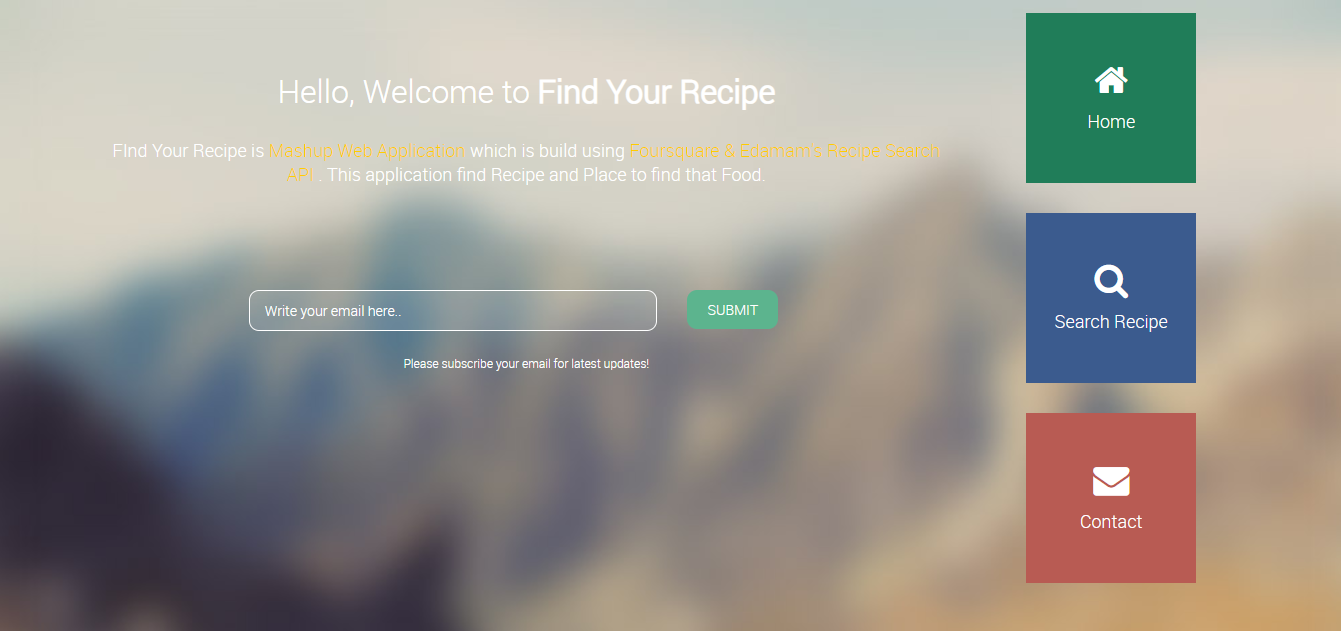 Hello, Welcome to Find Your Recipe
FInd Your Recipe is Mashup Web Application which is build using Foursquare & Edamam's Recipe Search
API . This application find Recipe and Place to find that Food.
Write your email here..
SUBMIT
Please subscribe your email for latest updates!
Home
Search Recipe
Contact